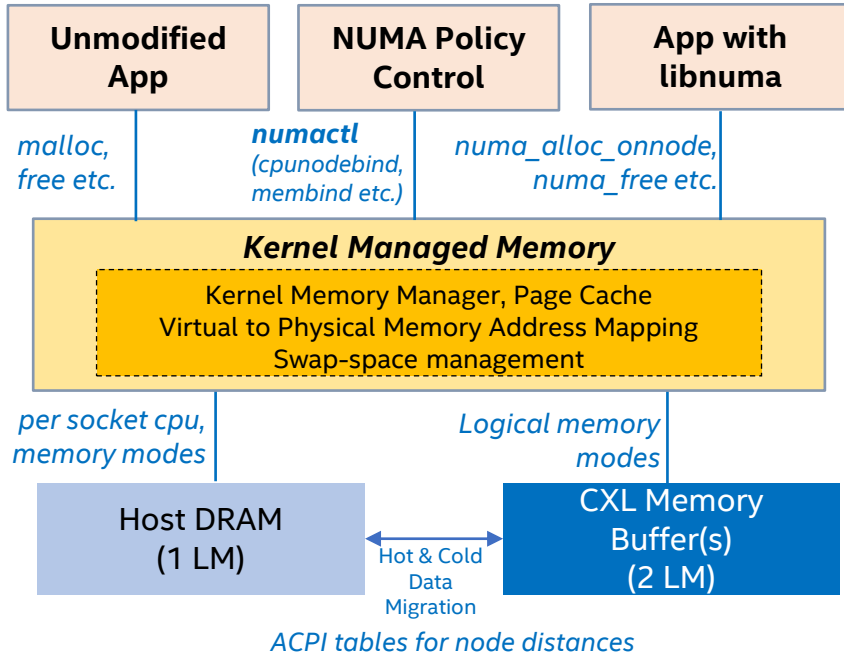 Unmodified
App
NUMA Policy
Control
App with
libnuma
malloc,
free etc.
numactl
(cpunodebind,
membind etc.)
numa_alloc_onnode,
numa_free etc.
Kernel Managed Memory
Kernel Memory Manager, Page Cache
Virtual to Physical Memory Address Mapping
Swap-space management
per socket cpu,
memory modes
Logical memory
modes
Host DRAM
(1 LM)
Hot & Cold
Data
Migration
CXL Memory
Buffer(s)
(2 LM)
ACPI tables for node distances